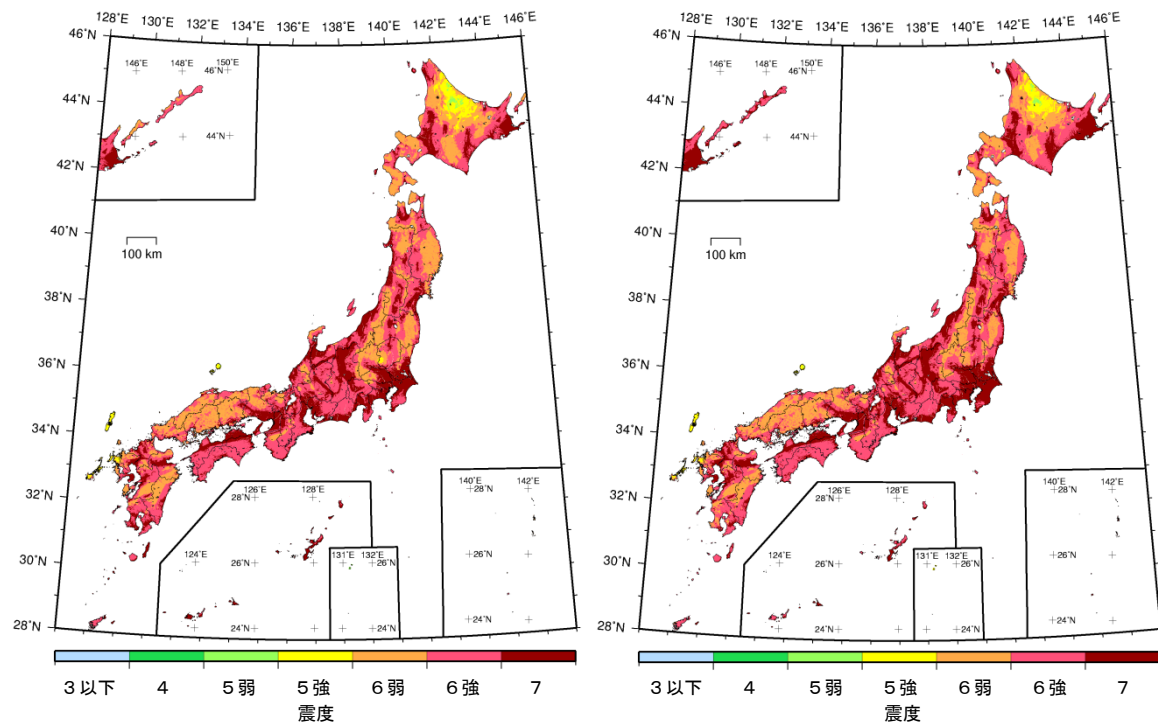 128˚E 130˚E 132˚E 134˚E 136˚E 138˚E 140˚E 142˚E 144˚E 146˚E
46˚N
44˚N
42˚N
40˚N
38˚N
36˚N
34˚N
32˚N
30˚N
28˚N
146˚E 148˚E 150˚E
46˚N
44˚N
100 km
126˚E 128˚E
28˚N
124˚E
26˚N
24˚N
131˚E 132˚E
26˚N
24˚N
140˚E 142˚E
28˚N
26˚N
24˚N
3以下 4 5弱 5強 6弱 6強 7
震度
128˚E 130˚E 132˚E 134˚E 136˚E 138˚E 140˚E 142˚E 144˚E 146˚E
46˚N
44˚N
42˚N
40˚N
38˚N
36˚N
34˚N
32˚N
30˚N
28˚N
146˚E 148˚E 150˚E
46˚N
44˚N
100 km
126˚E 128˚E
28˚N
124˚E
26˚N
24˚N
131˚E 132˚E
26˚N
24˚N
140˚E 142˚E
28˚N
26˚N
24˚N
3以下 4 5弱 5強 6弱 6強 7
震度